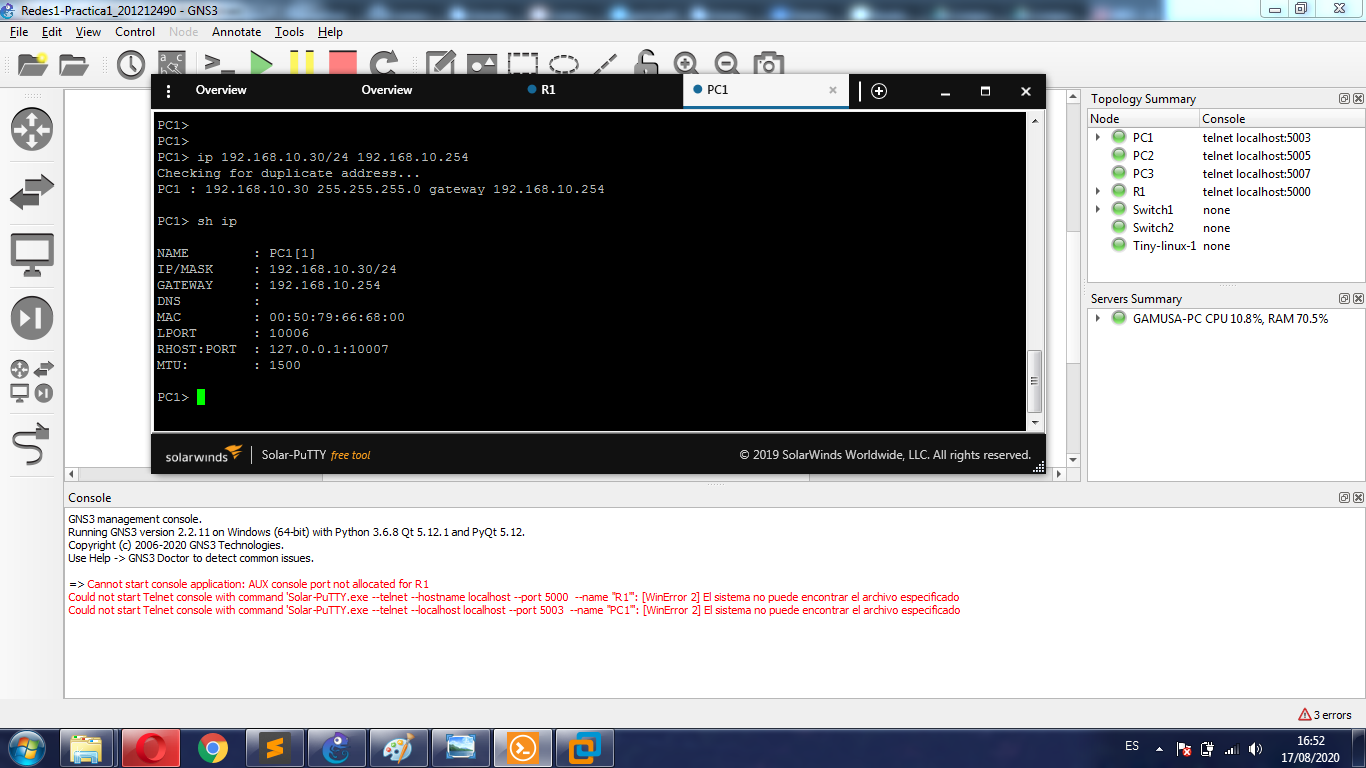 Redes1-Practica1_201212490 - GNS3
File Edit View Control Node Annotate Tools Help
Overview Overview R1 PC1
PC1>
PC1>
PC1> ip 192.168.10.30/24 192.168.10.254
Checking for duplicate address...
PC1 : 192.168.10.30 255.255.255.0 gateway 192.168.10.254
PC1> sh ip
NAME : PC1[1]
IP/MASK : 192.168.10.30/24
GATEWAY : 192.168.10.254
DNS :
MAC : 00:50:79:66:68:00
LPORT : 10006
RHOST:PORT : 127.0.0.1:10007
MTU: : 1500
PC1>
solarwinds Solar-PuTTY free tool © 2019 SolarWinds Worldwide, LLC. All rights reserved.
Topology Summary
Node Console
PC1 telnet localhost:5003
PC2 telnet localhost:5005
PC3 telnet localhost:5007
R1 telnet localhost:5000
Switch1 none
Switch2 none
Tiny-linux-1 none
Servers Summary
GAMUSA-PC CPU 10.8%, RAM 70.5%
Console
GNS3 management console.
Running GNS3 version 2.2.11 on Windows (64-bit) with Python 3.6.8 Qt 5.12.1 and PyQt 5.12.
Copyright (c) 2006-2020 GNS3 Technologies.
Use Help -> GNS3 Doctor to detect common issues.
=> Cannot start console application: AUX console port not allocated for R1
Could not start Telnet console with command 'Solar-PuTTY.exe --telnet --hostname localhost --port 5000 --name "R1"': [WinError 2] El sistema no puede encontrar el archivo especificado
Could not start Telnet console with command 'Solar-PuTTY.exe --telnet --localhost localhost --port 5003 --name "PC1"': [WinError 2] El sistema no puede encontrar el archivo especificado
3 errors
ES
16:52
17/08/2020